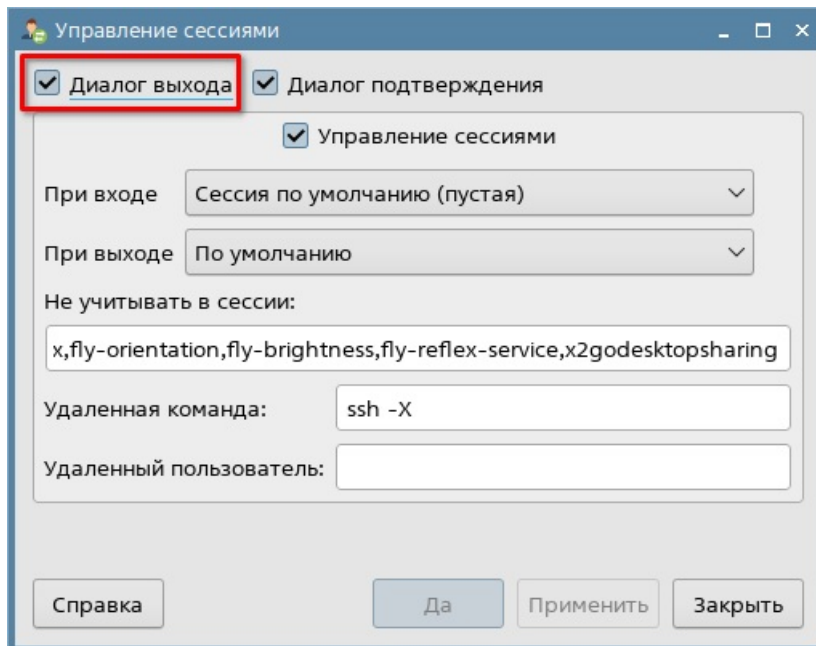 Управление сессиями
Диалог выхода Диалог подтверждения
Управление сессиями
При входе Сессия по умолчанию (пустая)
При выходе По умолчанию
Не учитывать в сессии:
x,fly-orientation,fly-brightness,fly-reflex-service,x2godesktopsharing
Удаленная команда: ssh -X
Удаленный пользователь:
Справка Да Применить Закрыть